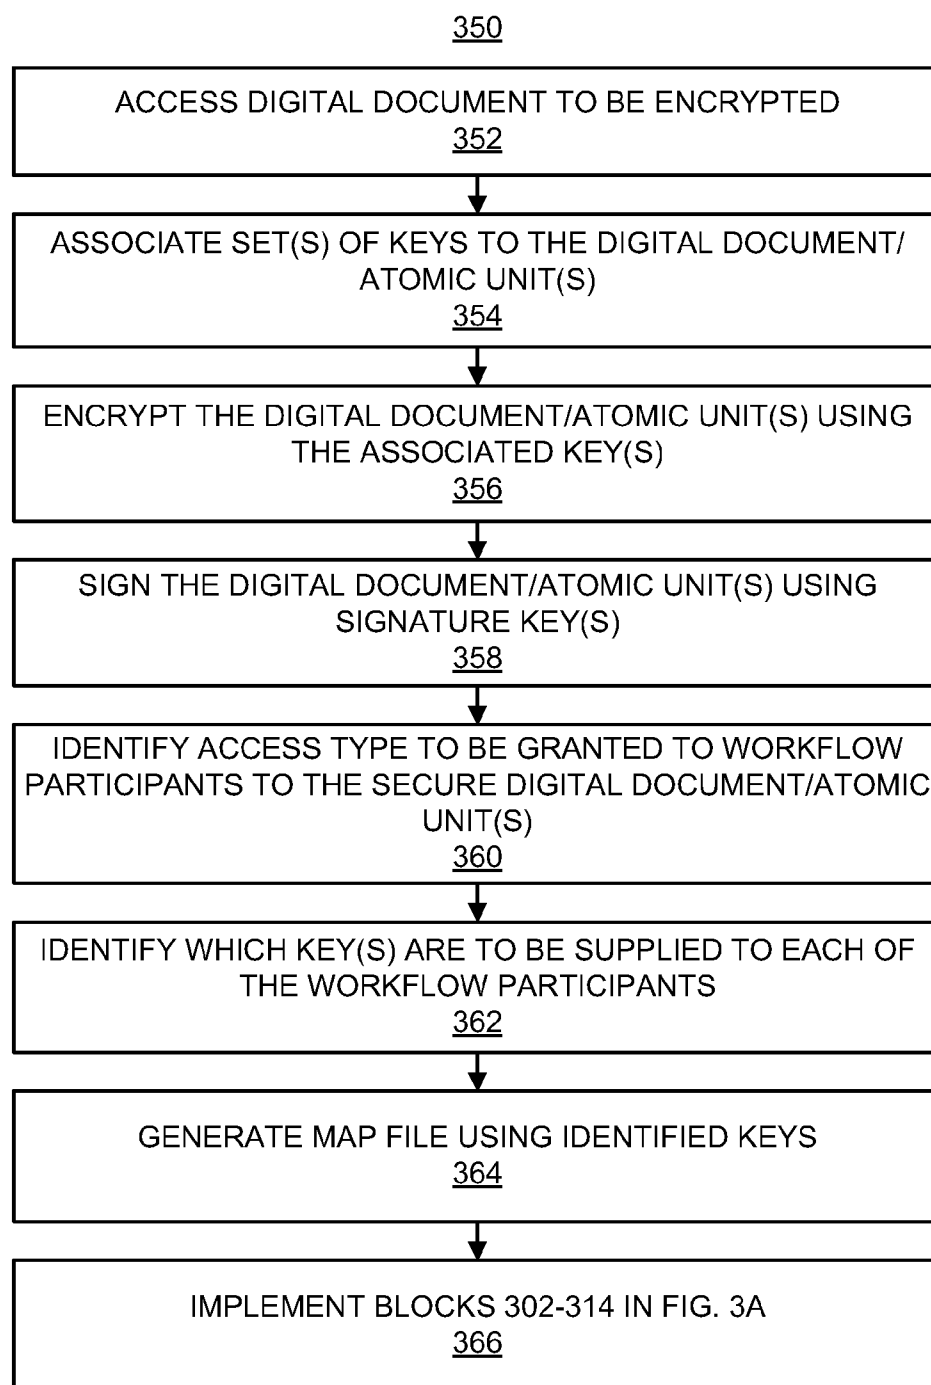 350
ACCESS DIGITAL DOCUMENT TO BE ENCRYPTED
352
ASSOCIATE SET(S) OF KEYS TO THE DIGITAL DOCUMENT/
ATOMIC UNIT(S)
354
ENCRYPT THE DIGITAL DOCUMENT/ATOMIC UNIT(S) USING
THE ASSOCIATED KEY(S)
356
SIGN THE DIGITAL DOCUMENT/ATOMIC UNIT(S) USING
SIGNATURE KEY(S)
358
IDENTIFY ACCESS TYPE TO BE GRANTED TO WORKFLOW
PARTICIPANTS TO THE SECURE DIGITAL DOCUMENT/ATOMIC
UNIT(S)
360
IDENTIFY WHICH KEY(S) ARE TO BE SUPPLIED TO EACH OF
THE WORKFLOW PARTICIPANTS
362
GENERATE MAP FILE USING IDENTIFIED KEYS
364
IMPLEMENT BLOCKS 302-314 IN FIG. 3A
366